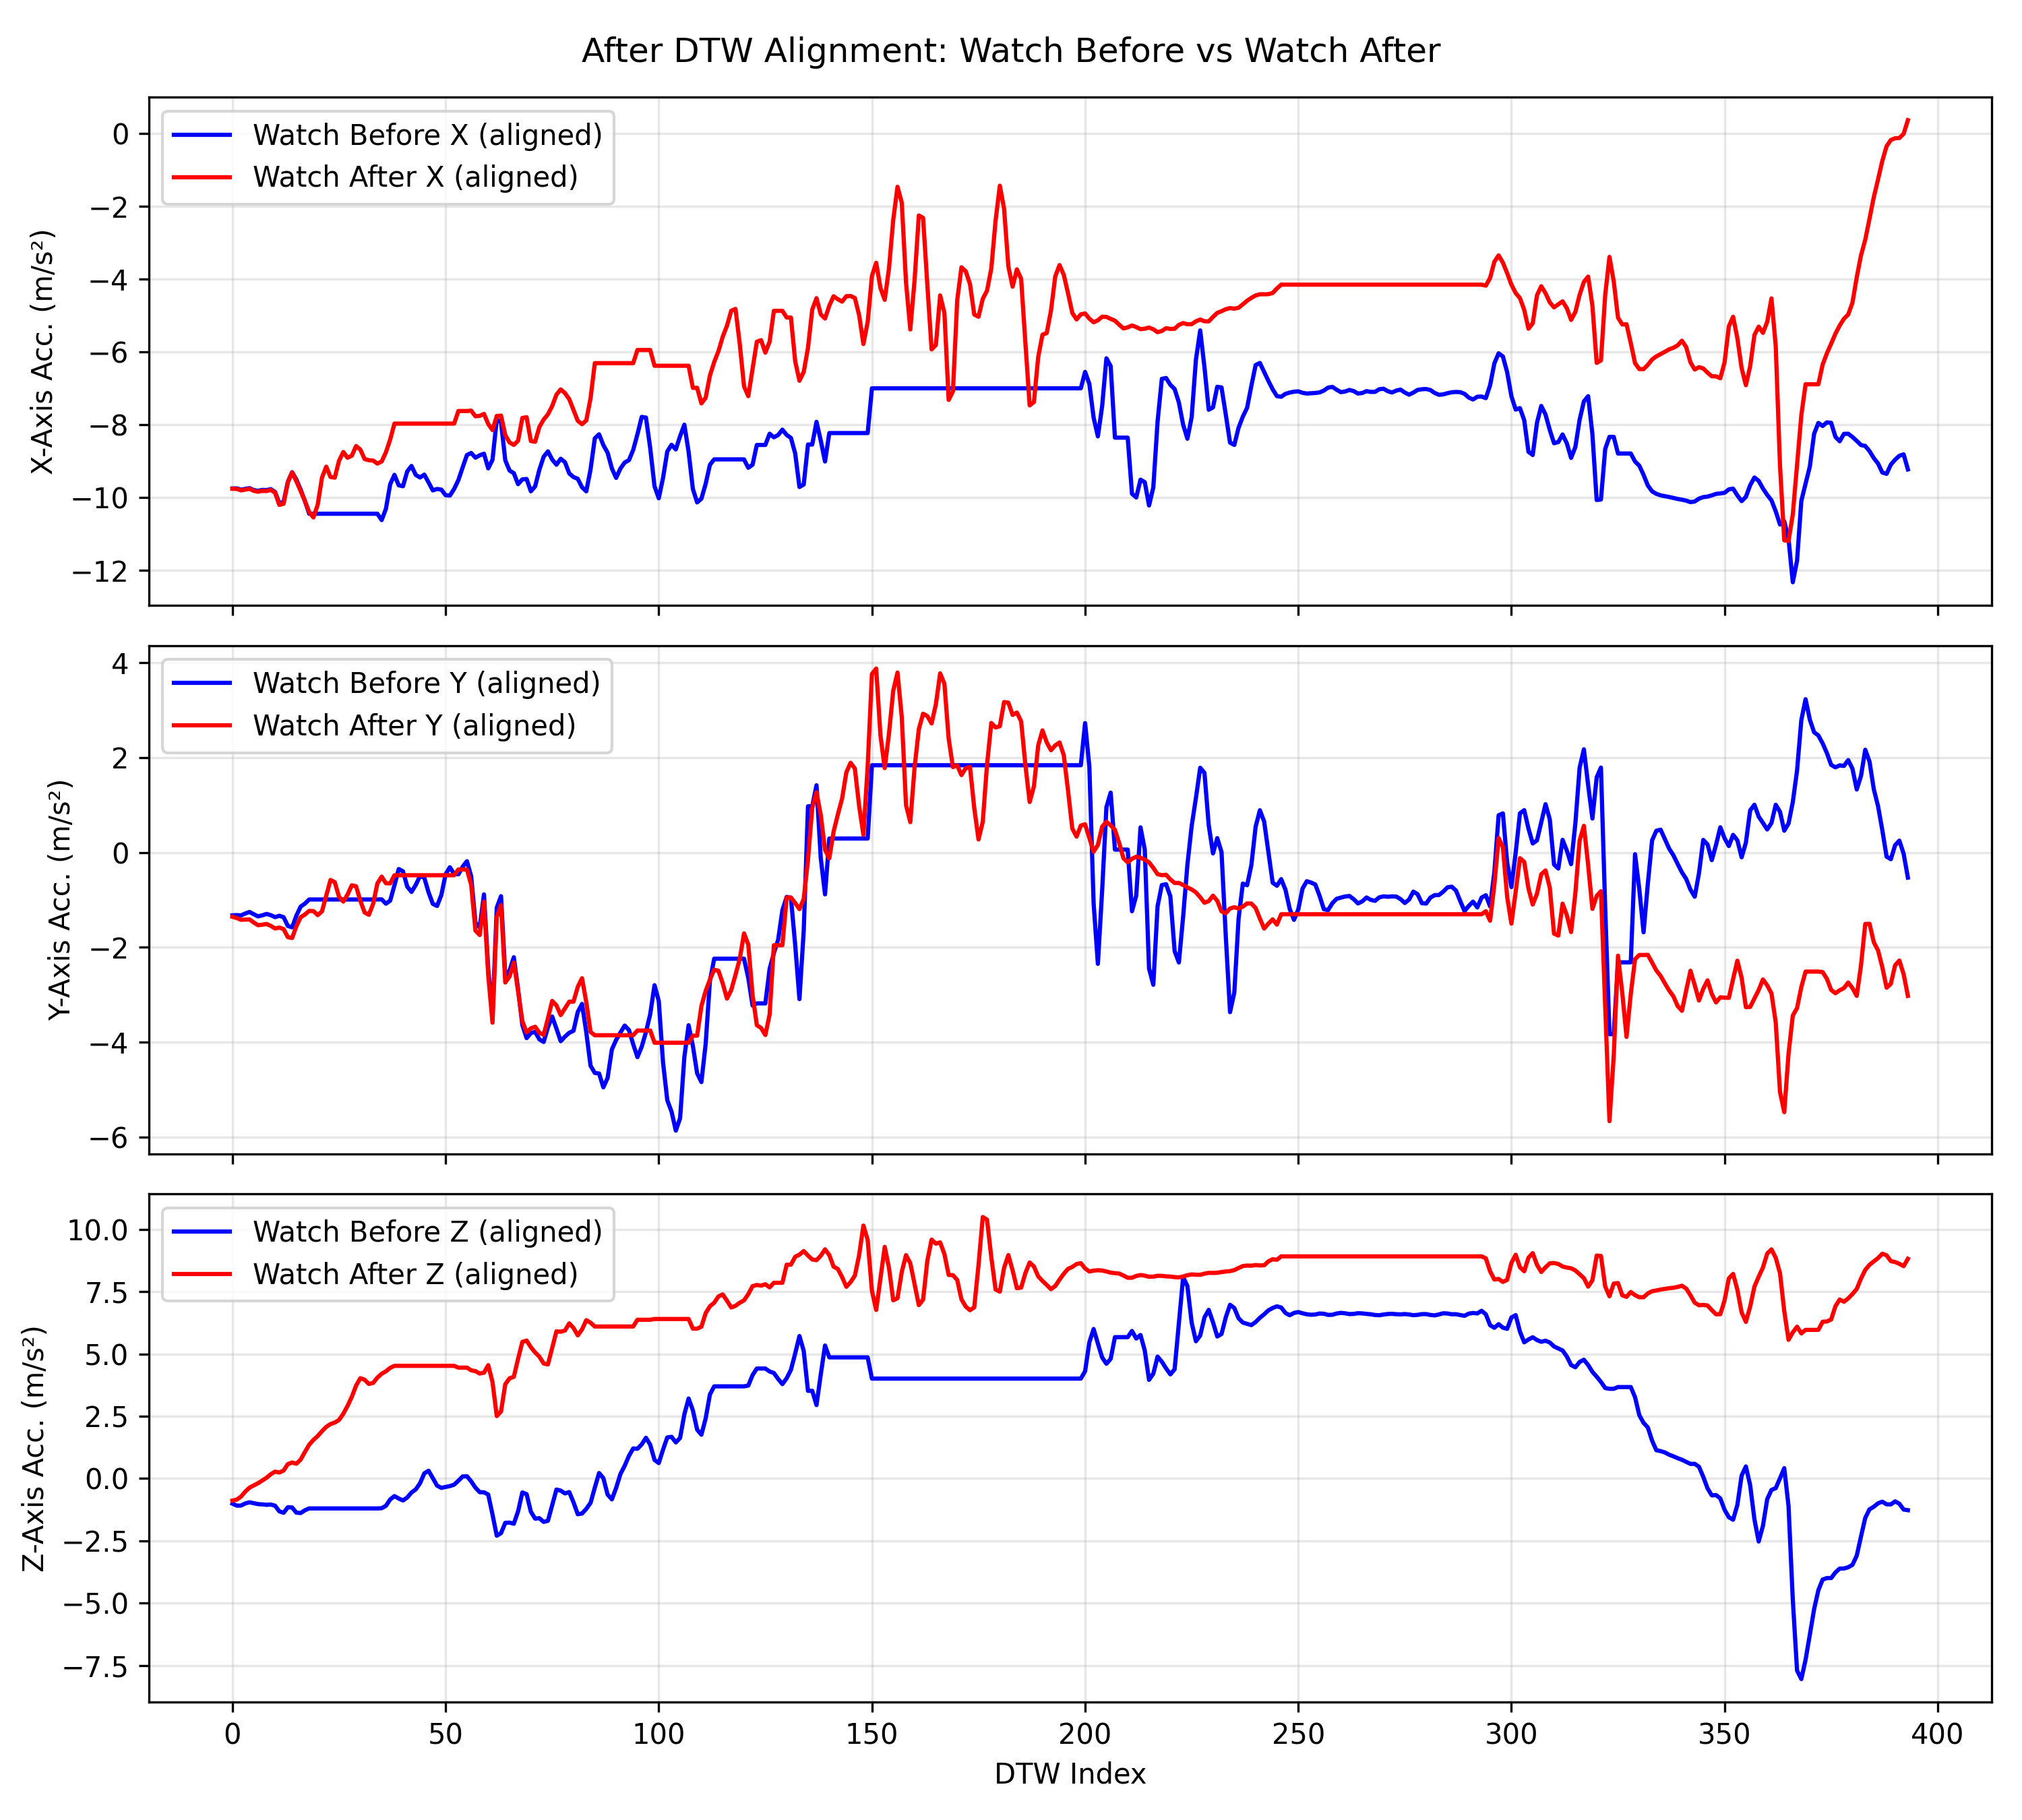 After DTW Alignment: Watch Before vs Watch After
Watch Before X (aligned)
Watch After X (aligned)
X-Axis Acc. (m/s²)
0
−2
−4
−6
−8
−10
−12
Watch Before Y (aligned)
Watch After Y (aligned)
Y-Axis Acc. (m/s²)
4
2
0
−2
−4
−6
Watch Before Z (aligned)
Watch After Z (aligned)
Z-Axis Acc. (m/s²)
10.0
7.5
5.0
2.5
0.0
−2.5
−5.0
−7.5
0 50 100 150 200 250 300 350 400
DTW Index